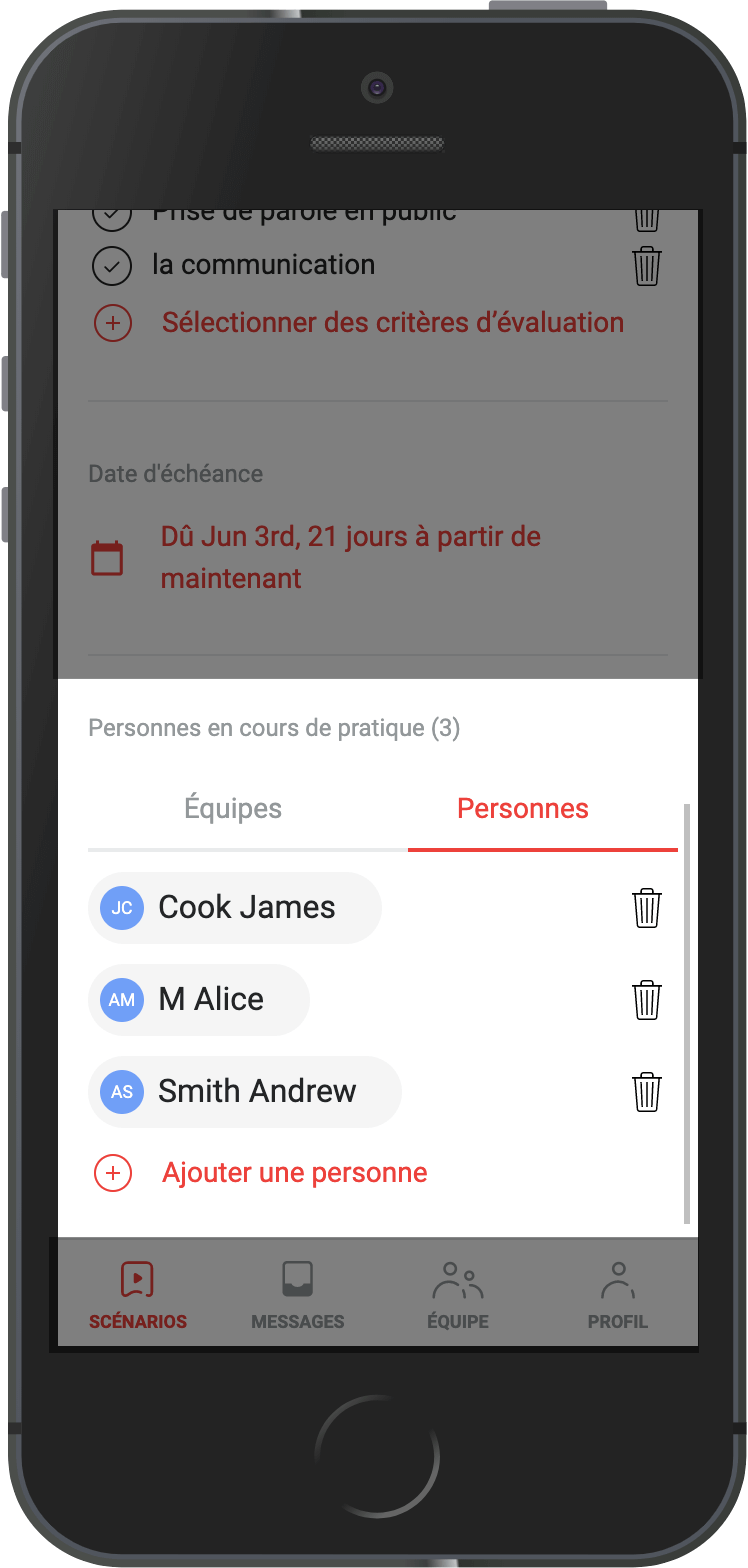 Prise de parole en public
la communication
Sélectionner des critères d’évaluation
Date d'échéance
Dû Jun 3rd, 21 jours à partir de
maintenant
Personnes en cours de pratique (3)
Équipes
Personnes
JC Cook James
AM M Alice
AS Smith Andrew
Ajouter une personne
SCÉNARIOS MESSAGES ÉQUIPE PROFIL